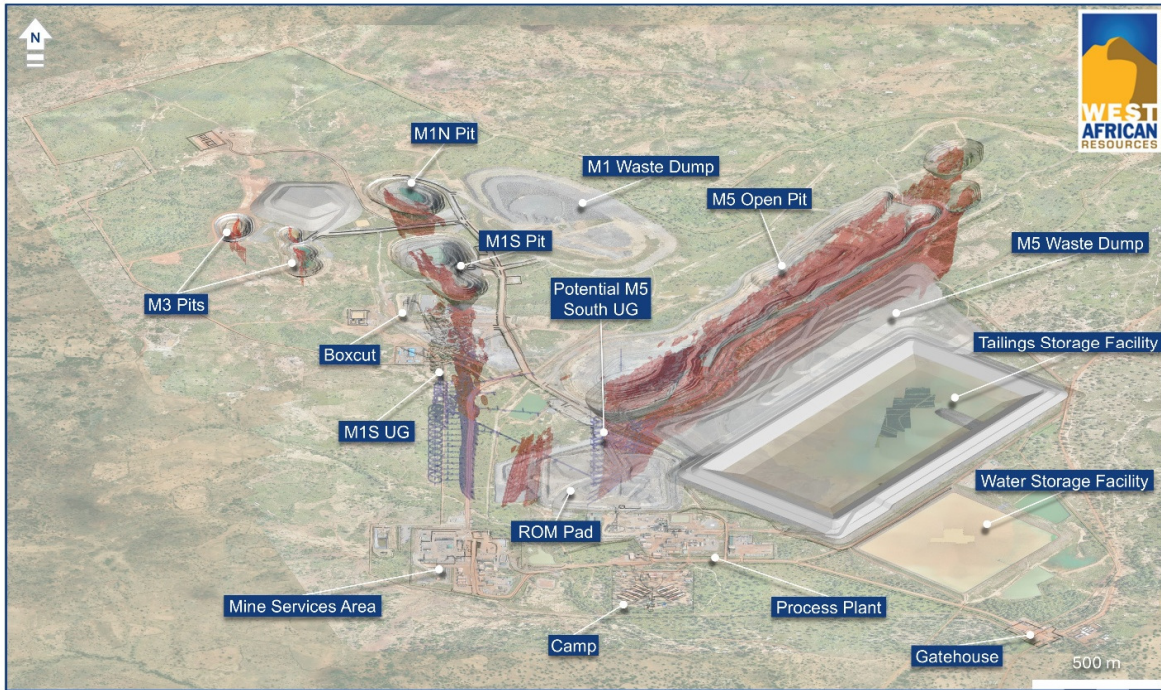 N
WEST
AFRICAN
RESOURCES
M1N Pit
M1 Waste Dump
M5 Open Pit
M1S Pit
M5 Waste Dump
Potential M5
South UG
M3 Pits
Tailings Storage Facility
Boxcut
M1S UG
Water Storage Facility
ROM Pad
Mine Services Area
Process Plant
Camp
Gatehouse
500 m